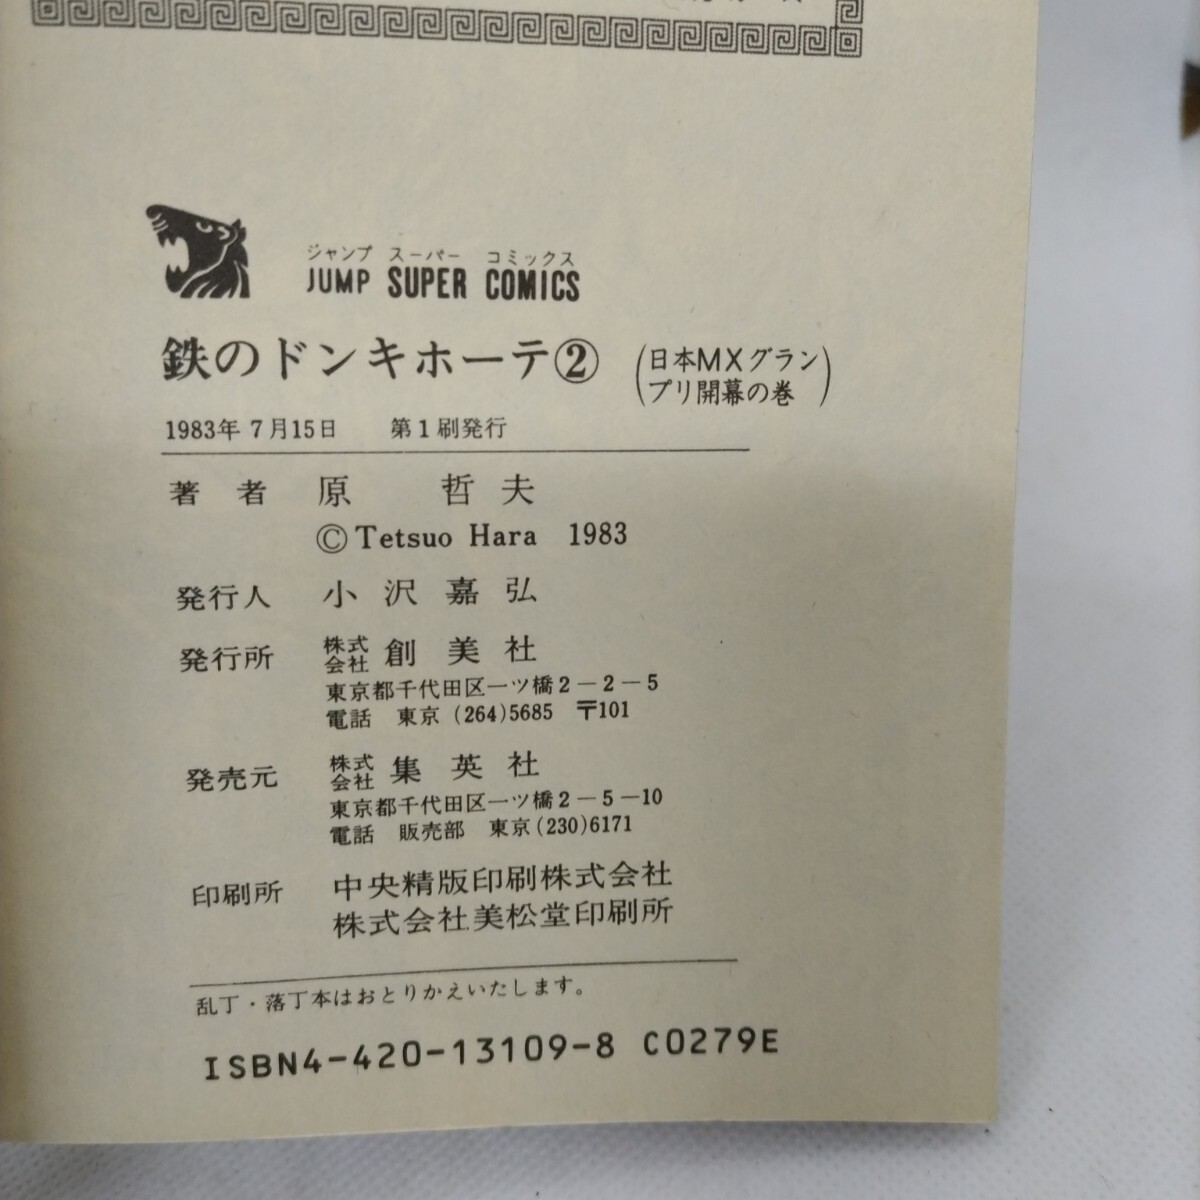 ジャンプ スーパー コミックス
JUMP SUPER COMICS
鉄のドンキホーテ② (日本MXグラン
プリ開幕の巻)
1983年7月15日 第1刷発行
著者 原 哲夫
© Tetsuo Hara 1983
発行人 小沢嘉弘
発行所 株式会社 創美社
東京都千代田区一ツ橋2-2-5
電話 東京(264)5685 〒101
発売元 株式会社 集英社
東京都千代田区一ツ橋2-5-10
電話 販売部 東京(230)6171
印刷所 中央精版印刷株式会社
株式会社美松堂印刷所
乱丁・落丁本はおとりかえいたします。
ISBN4-420-13109-8 C0279E